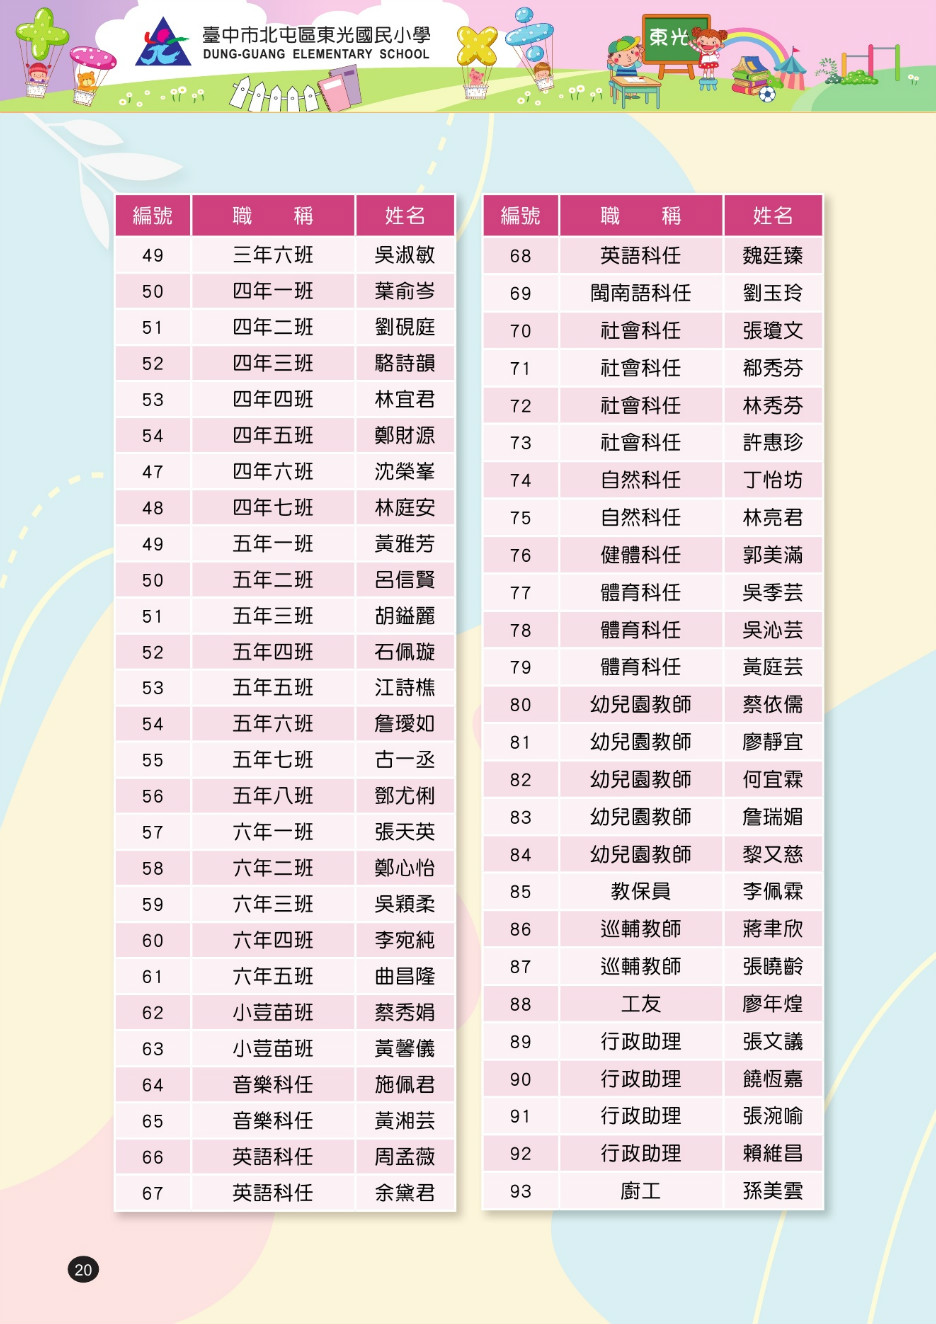 臺中市北屯區東光國民小學
DUNG-GUANG ELEMENTARY SCHOOL
東光
編號 職 稱 姓名
49 三年六班 吳淑敏
50 四年一班 葉俞岑
51 四年二班 劉硯庭
52 四年三班 駱詩韻
53 四年四班 林宜君
54 四年五班 鄭財源
47 四年六班 沈榮峯
48 四年七班 林庭安
49 五年一班 黃雅芳
50 五年二班 呂信賢
51 五年三班 胡鎰麗
52 五年四班 石佩璇
53 五年五班 江詩樵
54 五年六班 詹璦如
55 五年七班 古一丞
56 五年八班 鄧尤俐
57 六年一班 張天英
58 六年二班 鄭心怡
59 六年三班 吳穎柔
60 六年四班 李宛純
61 六年五班 曲昌隆
62 小荳苗班 蔡秀娟
63 小荳苗班 黃馨儀
64 音樂科任 施佩君
65 音樂科任 黃湘芸
66 英語科任 周孟薇
67 英語科任 余黛君
編號 職 稱 姓名
68 英語科任 魏廷臻
69 閩南語科任 劉玉玲
70 社會科任 張瓊文
71 社會科任 郗秀芬
72 社會科任 林秀芬
73 社會科任 許惠珍
74 自然科任 丁怡坊
75 自然科任 林亮君
76 健體科任 郭美滿
77 體育科任 吳季芸
78 體育科任 吳沁芸
79 體育科任 黃庭芸
80 幼兒園教師 蔡依儒
81 幼兒園教師 廖靜宜
82 幼兒園教師 何宜霖
83 幼兒園教師 詹瑞媚
84 幼兒園教師 黎又慈
85 教保員 李佩霖
86 巡輔教師 蔣聿欣
87 巡輔教師 張曉齡
88 工友 廖年煌
89 行政助理 張文議
90 行政助理 饒恆嘉
91 行政助理 張涴喻
92 行政助理 賴維昌
93 廚工 孫美雲
20